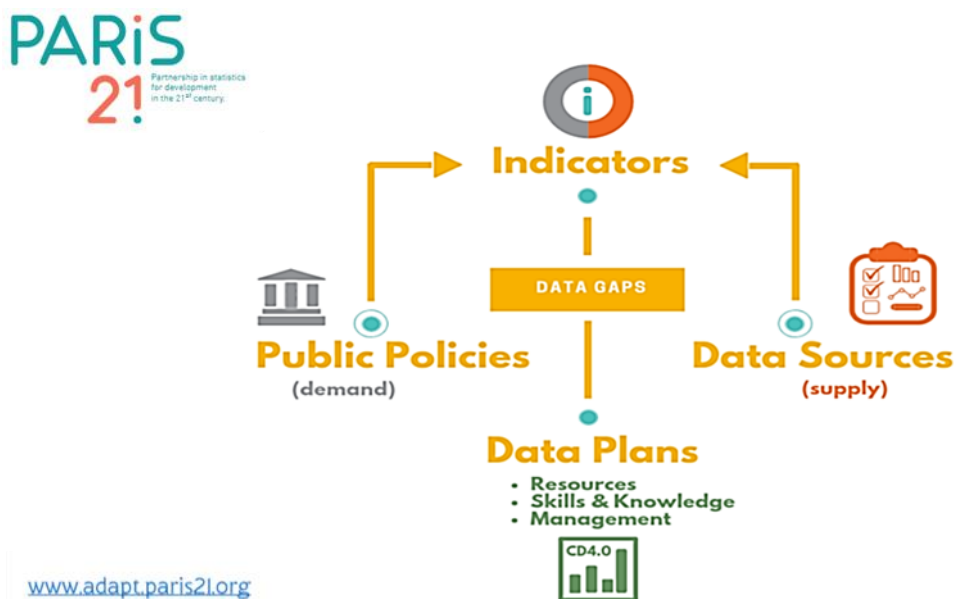 PARiS
21
Partnership in statistics
for development
in the 21st century.
i
Indicators
DATA GAPS
Public Policies
(demand)
Data Sources
(supply)
Data Plans
• Resources
• Skills & Knowledge
• Management
CD4.0
www.adapt.paris21.org